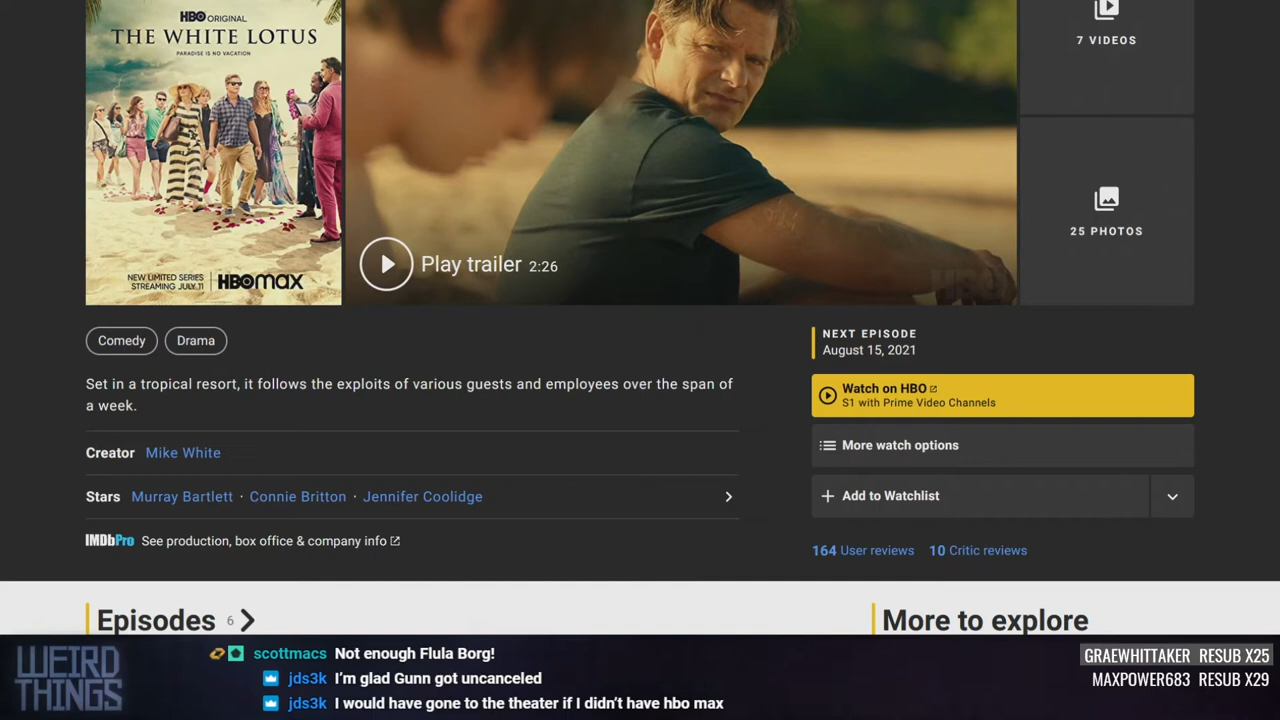 HBO ORIGINAL
THE WHITE LOTUS
PARADISE IS NO VACATION
NEW LIMITED SERIES
STREAMING JULY 11
HBOMAX
Play trailer 2:26
HBO
7 VIDEOS
25 PHOTOS
Comedy
Drama
Set in a tropical resort, it follows the exploits of various guests and employees over the span of
a week.
Creator Mike White
Stars Murray Bartlett · Connie Britton · Jennifer Coolidge
IMDbPro See production, box office & company info
NEXT EPISODE
August 15, 2021
Watch on HBO
S1 with Prime Video Channels
More watch options
Add to Watchlist
164 User reviews 10 Critic reviews
Episodes 6
More to explore
WEIRD
THINGS
scottmacs Not enough Flula Borg!
jds3k I'm glad Gunn got uncanceled
jds3k I would have gone to the theater if I didn't have hbo max
GRAEWHITTAKER RESUB X25
MAXPOWER683 RESUB X29